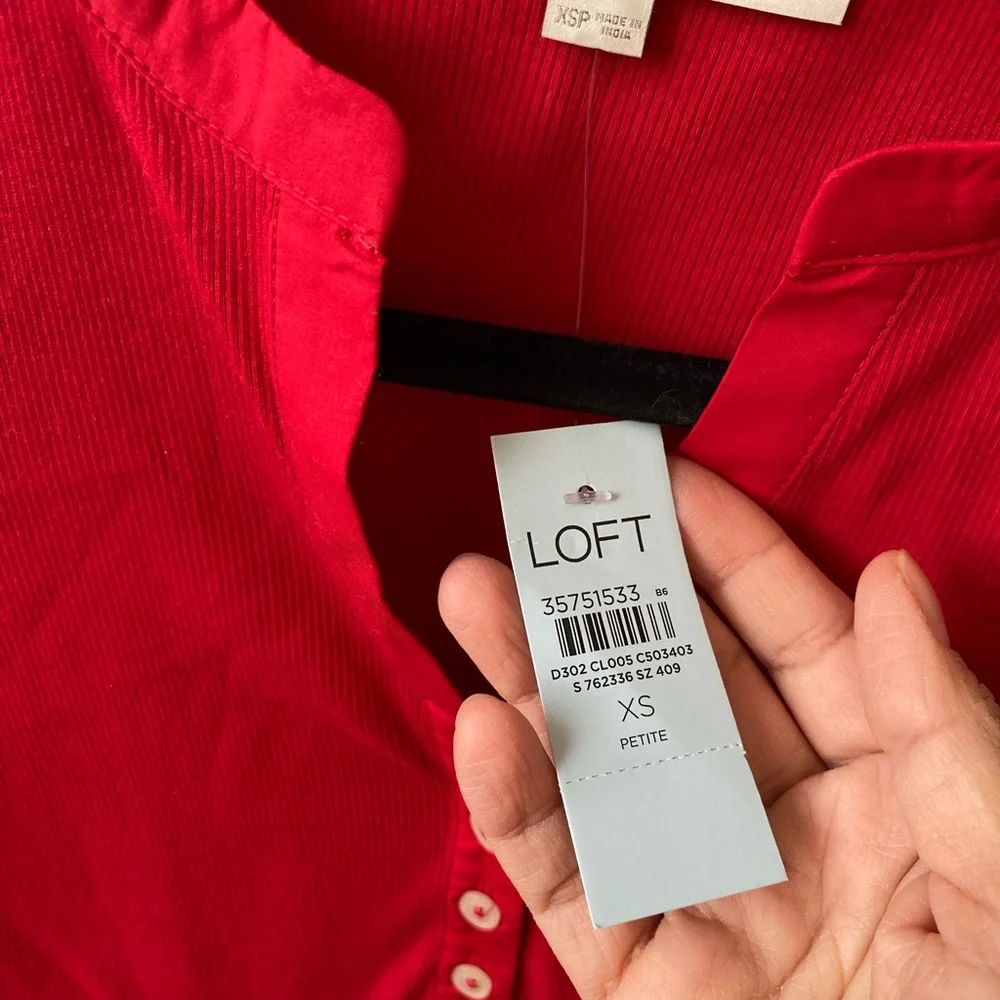 XSP MADE IN
INDIA
LOFT
35751533 B6
D302 CL005 C503403
S 762336 SZ 409
XS
PETITE